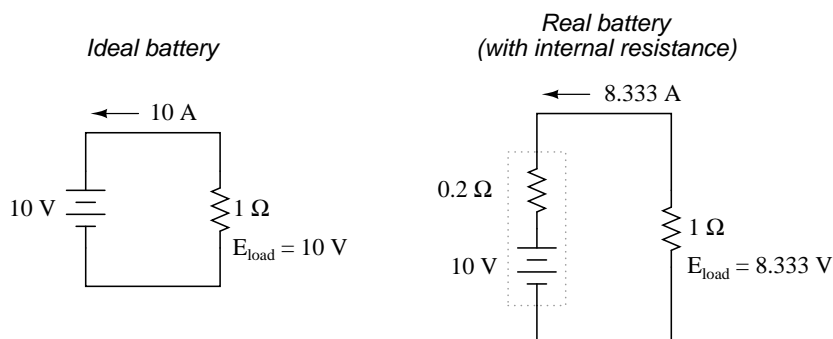 Ideal battery
10 A
10 V
1 Ω
E_load = 10 V
Real battery
(with internal resistance)
8.333 A
0.2 Ω
10 V
1 Ω
E_load = 8.333 V